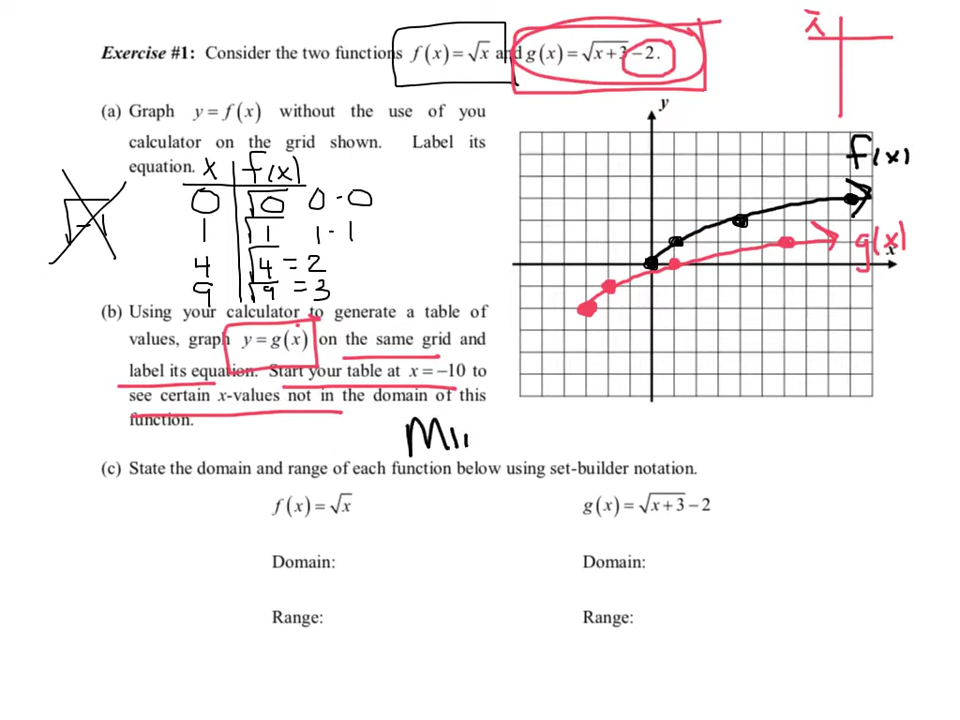 Exercise #1: Consider the two functions f(x) = √x and g(x) = √(x+3) − 2.
(a) Graph y = f(x) without the use of you
calculator on the grid shown. Label its
equation.
x f(x)
0 √0 0 - 0
1 √1 1 - 1
4 √4 = 2
9 √9 = 3
√-1
(b) Using your calculator to generate a table of
values, graph y = g(x) on the same grid and
label its equation. Start your table at x = −10 to
see certain x-values not in the domain of this
function.
y
f(x)
g(x)
x
(c) State the domain and range of each function below using set-builder notation.
f(x) = √x
Domain:
Range:
g(x) = √(x+3) − 2
Domain:
Range: